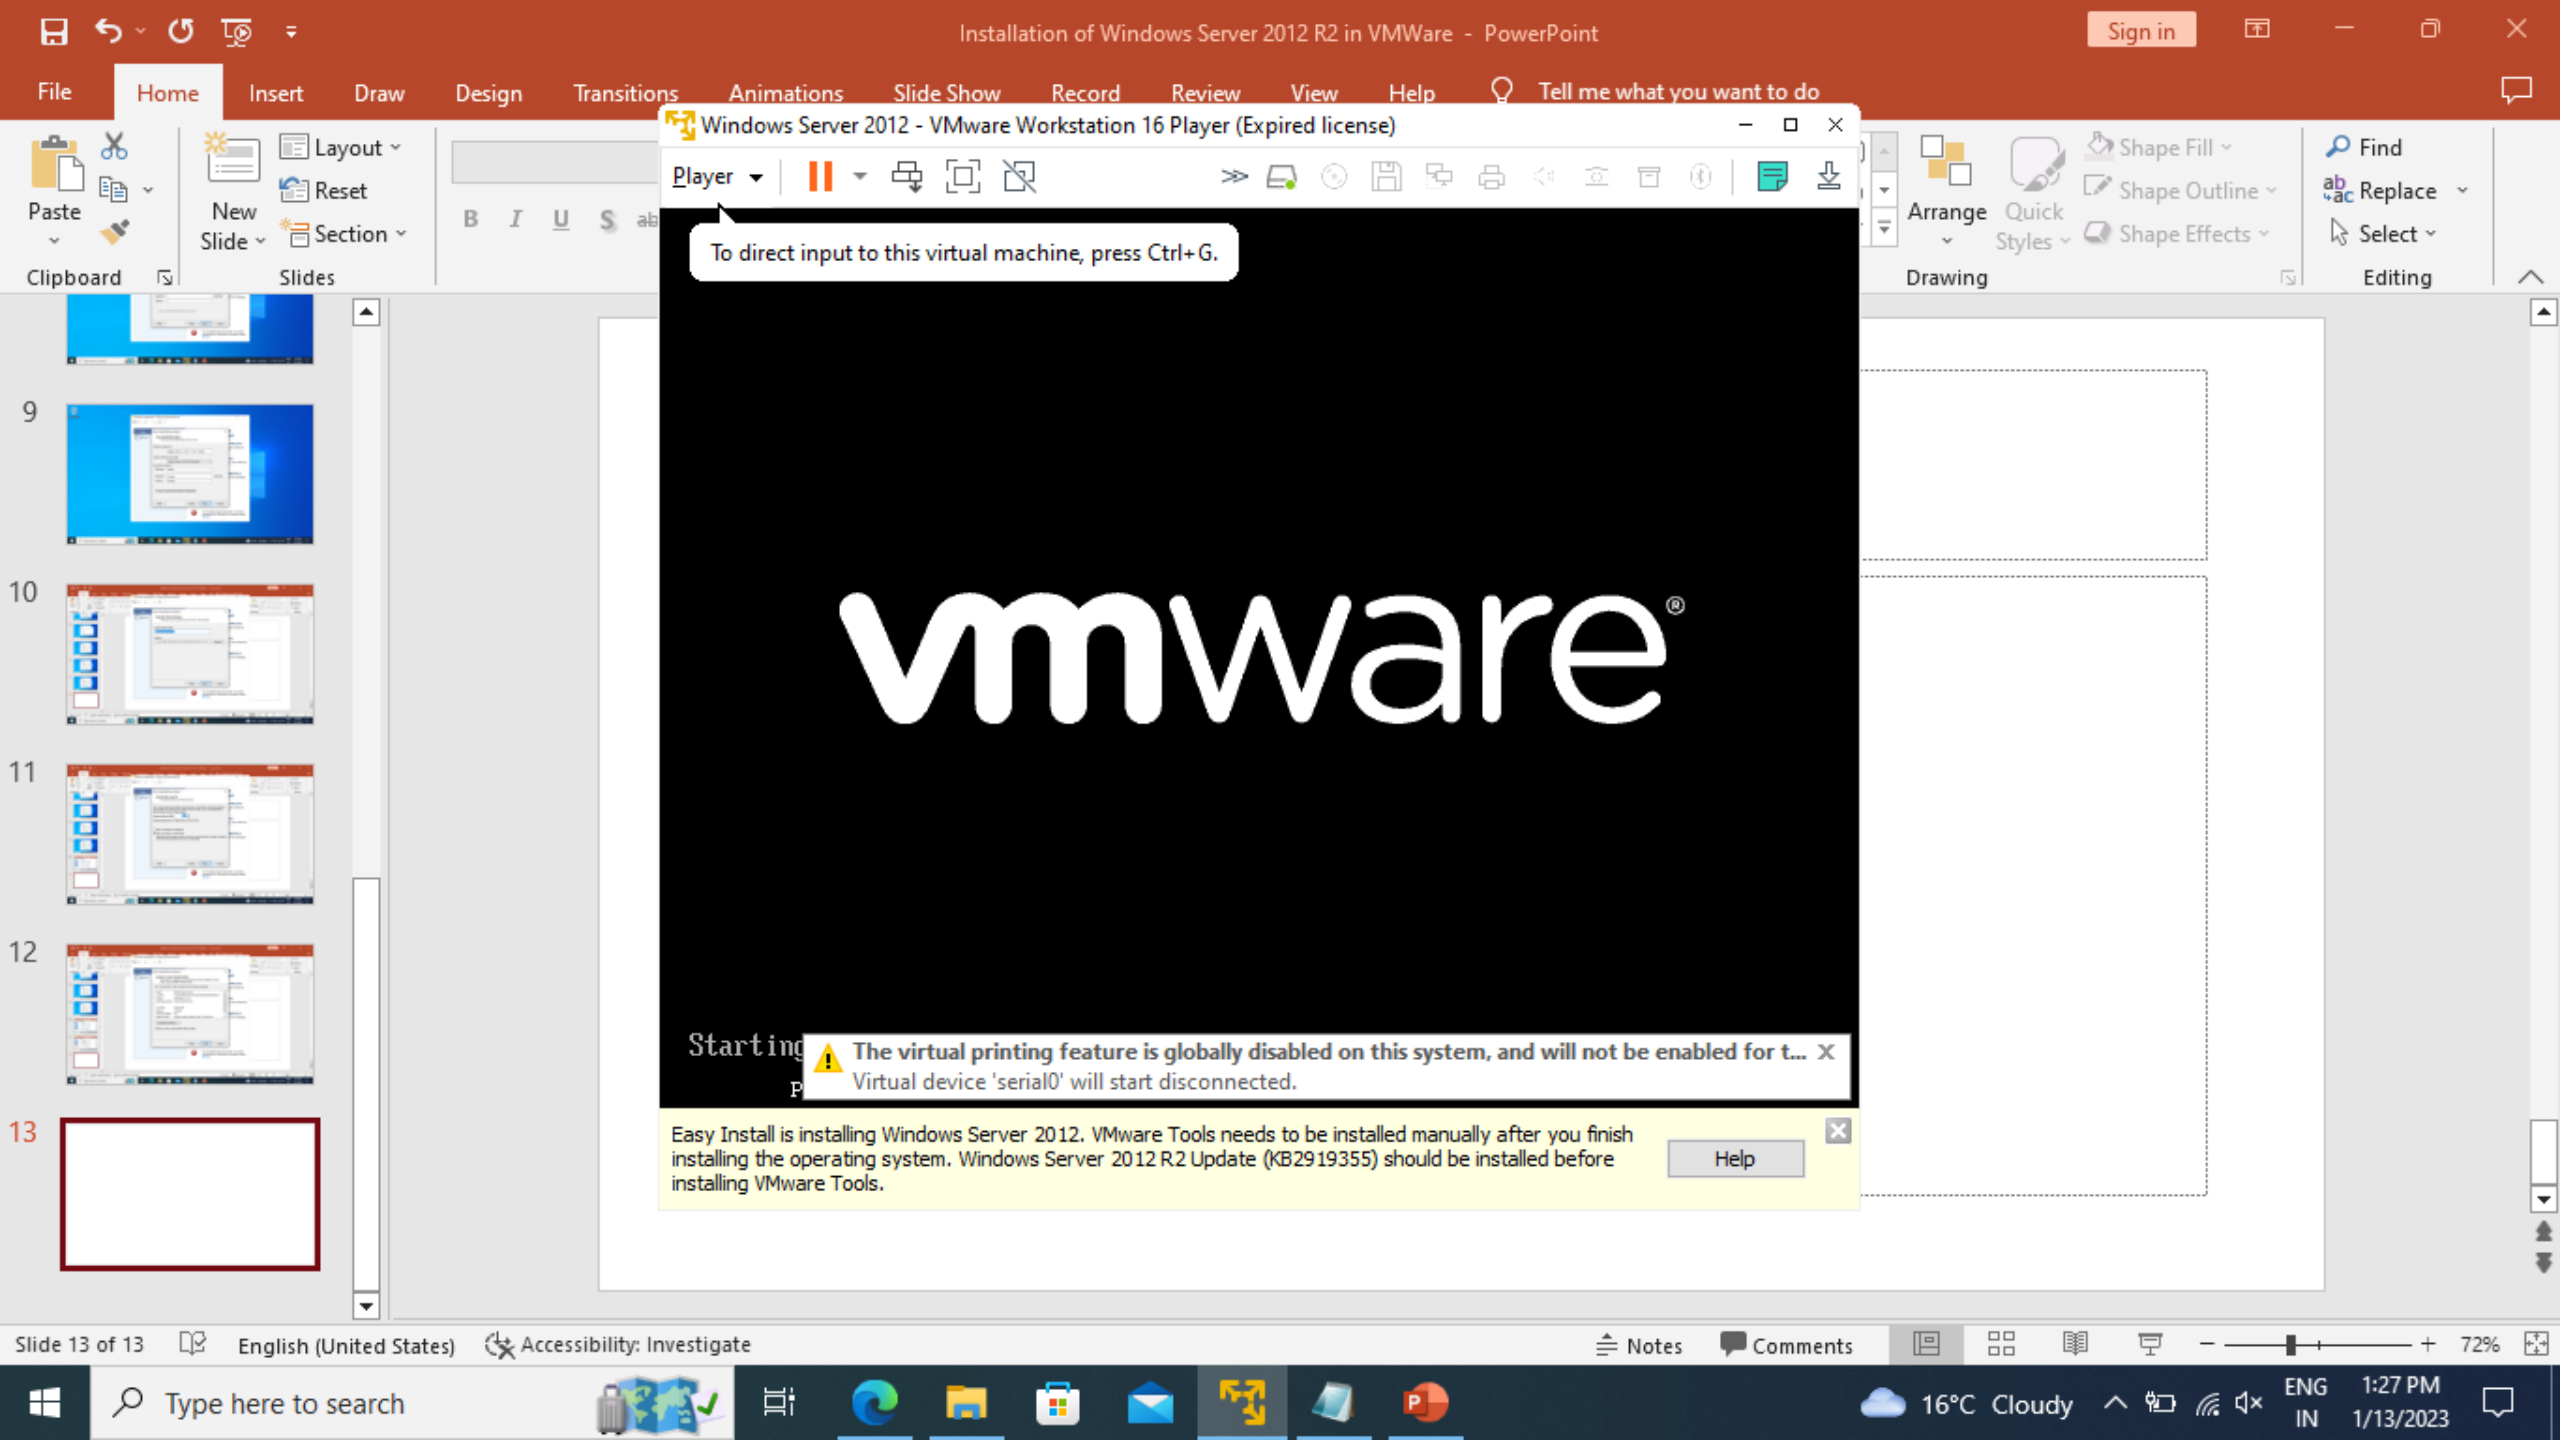 Installation of Windows Server 2012 R2 in VMWare - PowerPoint
Sign in
File
Home
Insert
Draw
Design
Transitions
Animations
Slide Show
Record
Review
View
Help
Tell me what you want to do
Paste
Clipboard
New
Slide
Layout
Reset
Section
Slides
B I U S ab
Arrange
Quick
Styles
Shape Fill
Shape Outline
Shape Effects
Drawing
Find
Replace
Select
Editing
Windows Server 2012 - VMware Workstation 16 Player (Expired license)
Player
To direct input to this virtual machine, press Ctrl+G.
vmware®
Starting
P
The virtual printing feature is globally disabled on this system, and will not be enabled for t...
Virtual device 'serial0' will start disconnected.
Easy Install is installing Windows Server 2012. VMware Tools needs to be installed manually after you finish
installing the operating system. Windows Server 2012 R2 Update (KB2919355) should be installed before
installing VMware Tools.
Help
9
10
11
12
13
Slide 13 of 13
English (United States)
Accessibility: Investigate
Notes
Comments
72%
Type here to search
16°C Cloudy
ENG
IN
1:27 PM
1/13/2023